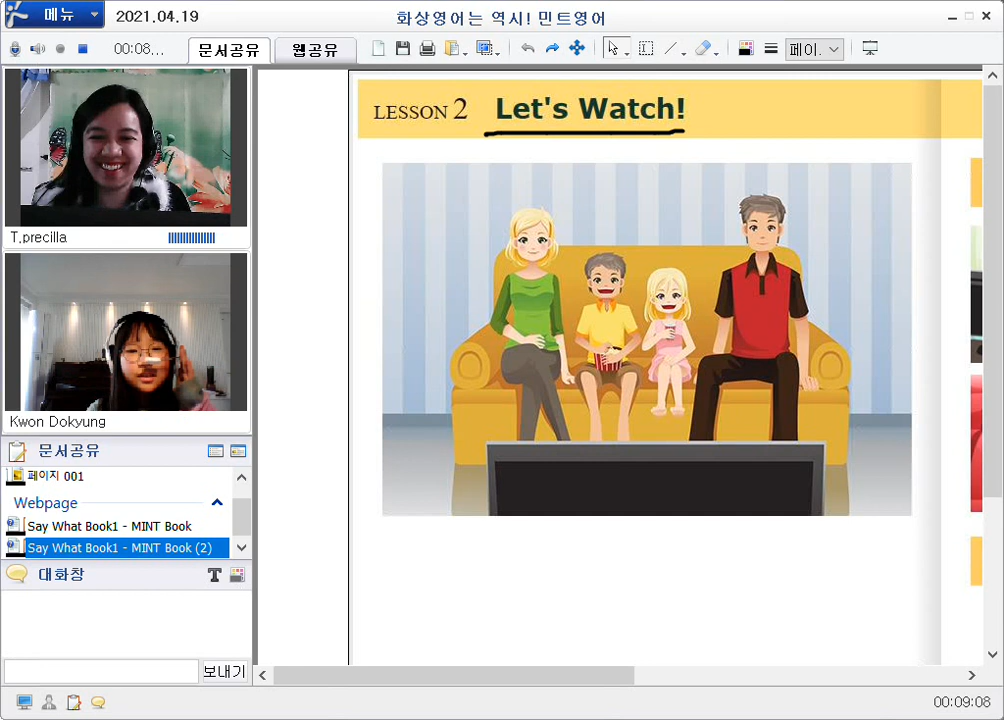 메뉴 2021.04.19 화상영어는 역시! 민트영어
00:08... 문서공유 웹공유 페이.
T.precilla
Kwon Dokyung
문서공유
페이지 001
Webpage
Say What Book1 - MINT Book
Say What Book1 - MINT Book (2)
대화창 T
보내기
LESSON 2 Let's Watch!
00:09:08